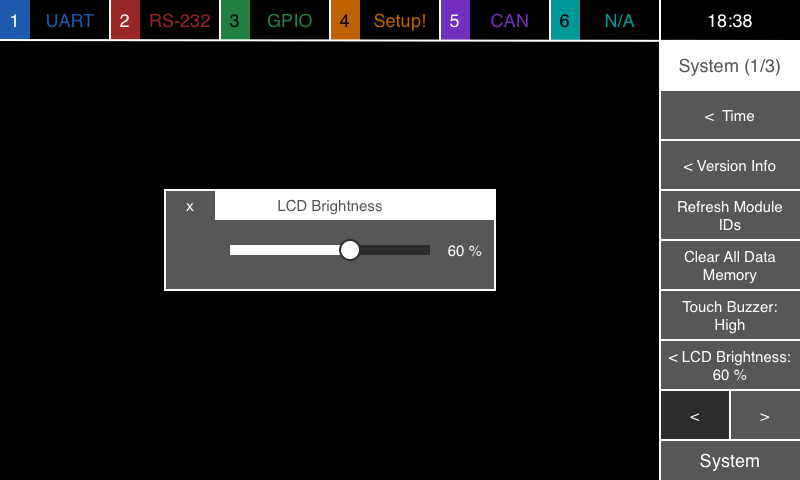 1 UART 2 RS-232 3 GPIO 4 Setup! 5 CAN 6 N/A 18:38
System (1/3)
< Time
< Version Info
Refresh Module
IDs
Clear All Data
Memory
Touch Buzzer:
High
< LCD Brightness:
60 %
< >
System
x LCD Brightness
60 %